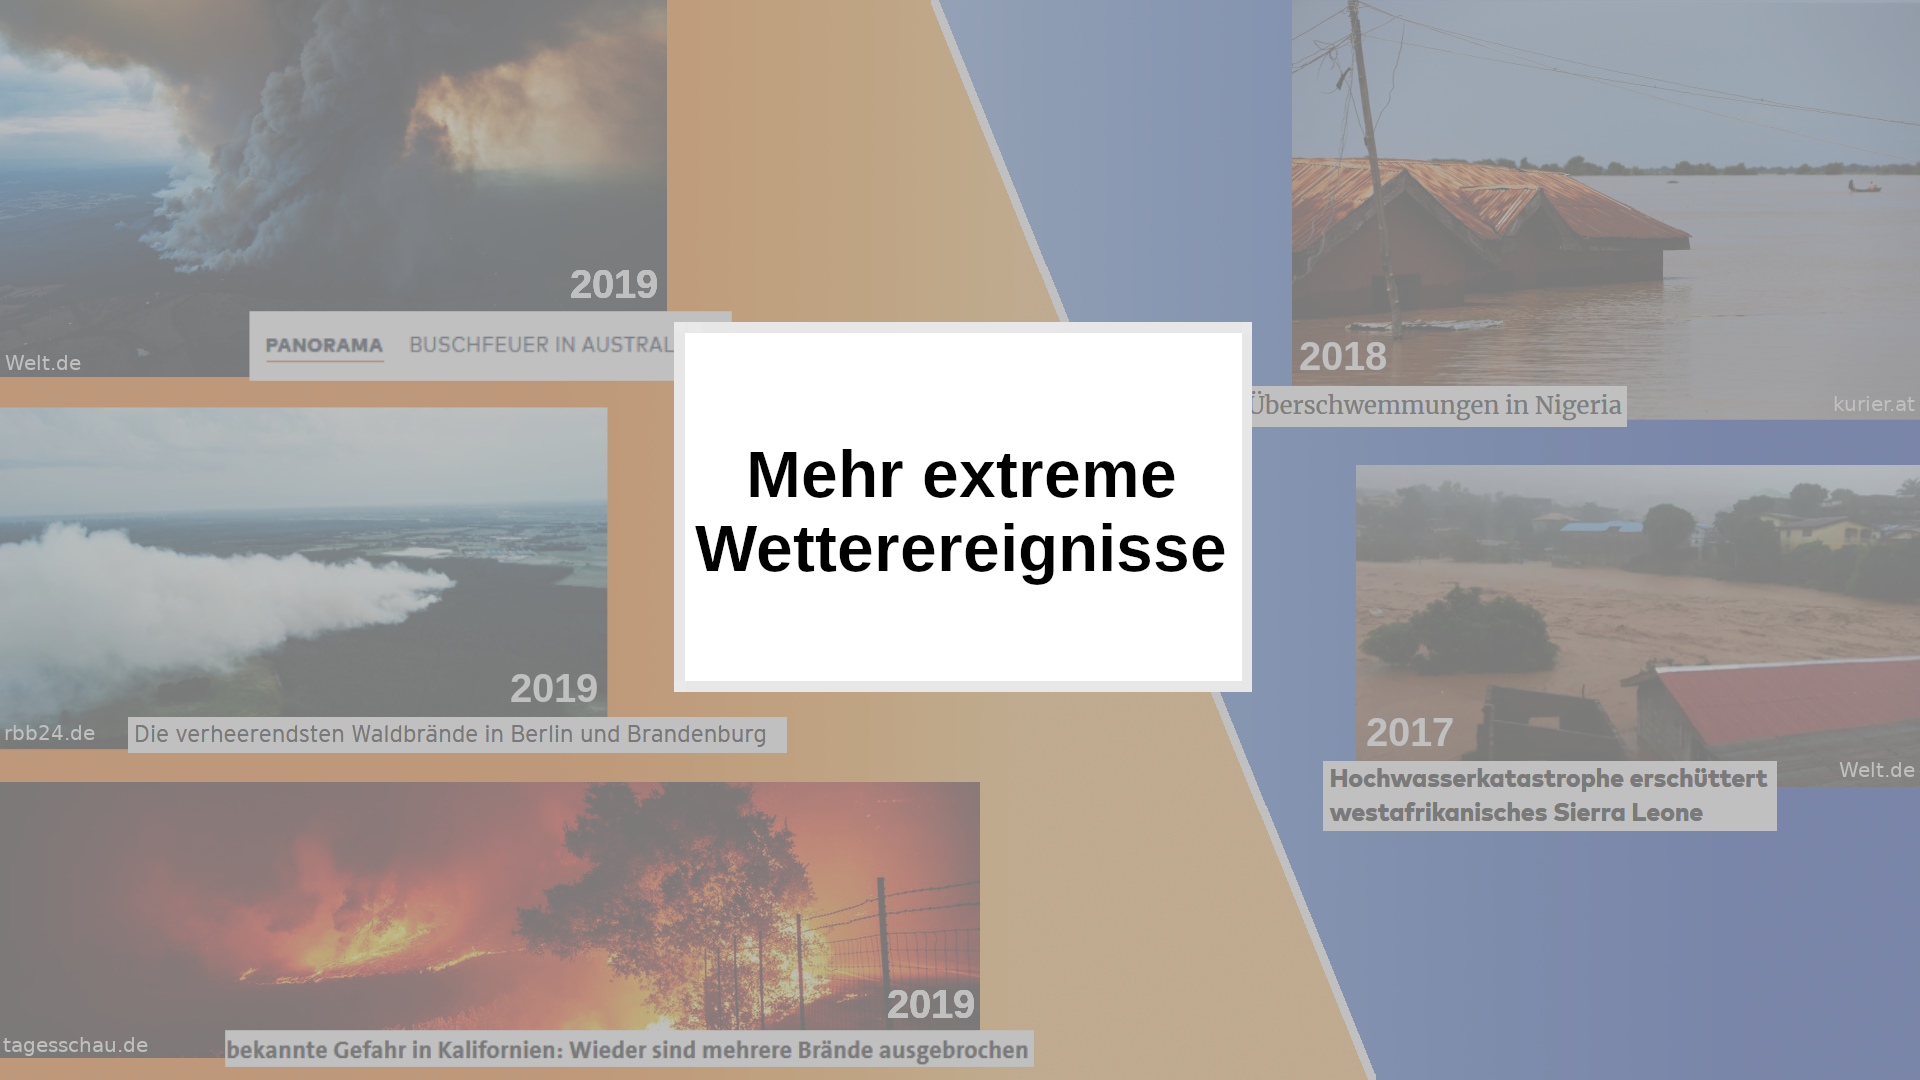 2019
PANORAMA BUSCHFEUER IN AUSTRAL
Welt.de
2018
Überschwemmungen in Nigeria
kurier.at
Mehr extreme
Wetterereignisse
2019
rbb24.de
Die verheerendsten Waldbrände in Berlin und Brandenburg
2017
Welt.de
Hochwasserkatastrophe erschüttert
westafrikanisches Sierra Leone
2019
tagesschau.de
bekannte Gefahr in Kalifornien: Wieder sind mehrere Brände ausgebrochen